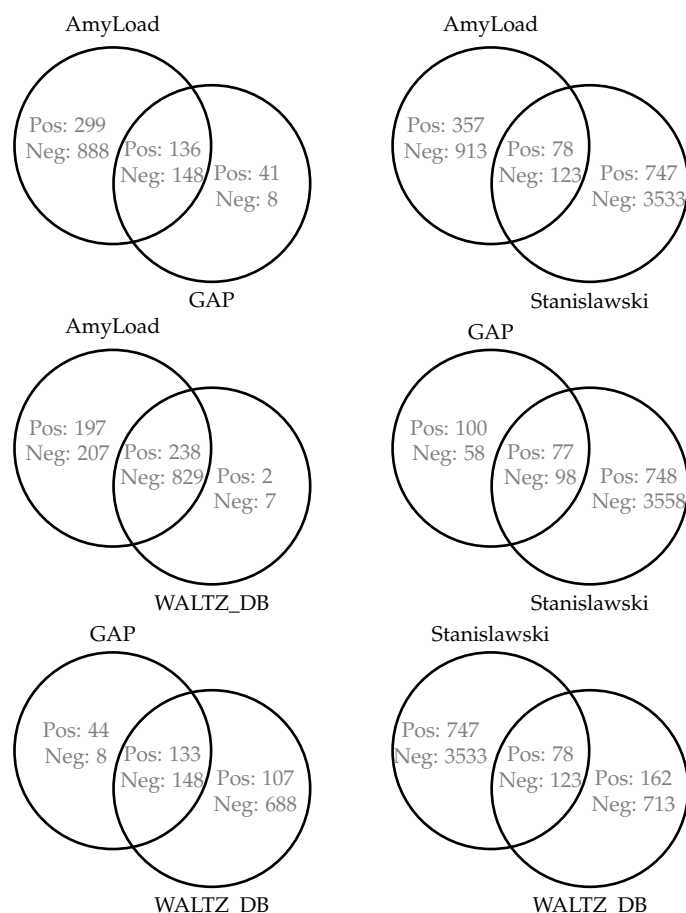 AmyLoad
Pos: 299
Neg: 888
Pos: 136
Neg: 148
Pos: 41
Neg: 8
GAP
AmyLoad
Pos: 357
Neg: 913
Pos: 78
Neg: 123
Pos: 747
Neg: 3533
Stanislawski
AmyLoad
Pos: 197
Neg: 207
Pos: 238
Neg: 829
Pos: 2
Neg: 7
WALTZ_DB
GAP
Pos: 100
Neg: 58
Pos: 77
Neg: 98
Pos: 748
Neg: 3558
Stanislawski
GAP
Pos: 44
Neg: 8
Pos: 133
Neg: 148
Pos: 107
Neg: 688
WALTZ_DB
Stanislawski
Pos: 747
Neg: 3533
Pos: 78
Neg: 123
Pos: 162
Neg: 713
WALTZ_DB